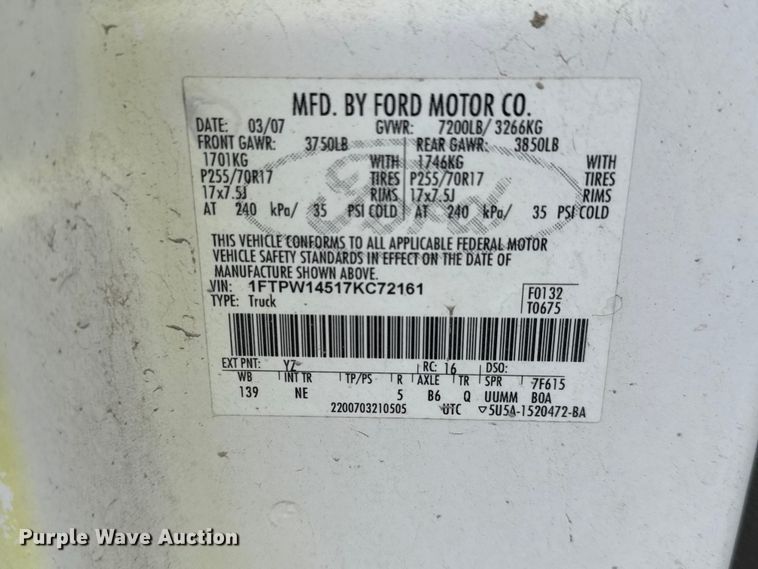 MFD. BY FORD MOTOR CO.
DATE: 03/07 GVWR: 7200LB/ 3266KG
FRONT GAWR: 3750LB REAR GAWR: 3850LB
1701KG WITH 1746KG WITH
P255/70R17 TIRES P255/70R17 TIRES
17x7.5J RIMS 17x7.5J RIMS
AT 240 kPa/ 35 PSI COLD AT 240 kPa/ 35 PSI COLD
Ford
THIS VEHICLE CONFORMS TO ALL APPLICABLE FEDERAL MOTOR
VEHICLE SAFETY STANDARDS IN EFFECT ON THE DATE OF
MANUFACTURE SHOWN ABOVE.
VIN: 1FTPW14517KC72161 F0132
TYPE: Truck T0675
EXT PNT: YZ RC: 16 DSO:
WB INT TR TP/PS R AXLE TR SPR 7F615
139 NE 5 B6 Q UUMM BOA
2200703210505 UTC ▽5U5A-1520472-BA
Purple Wave Auction